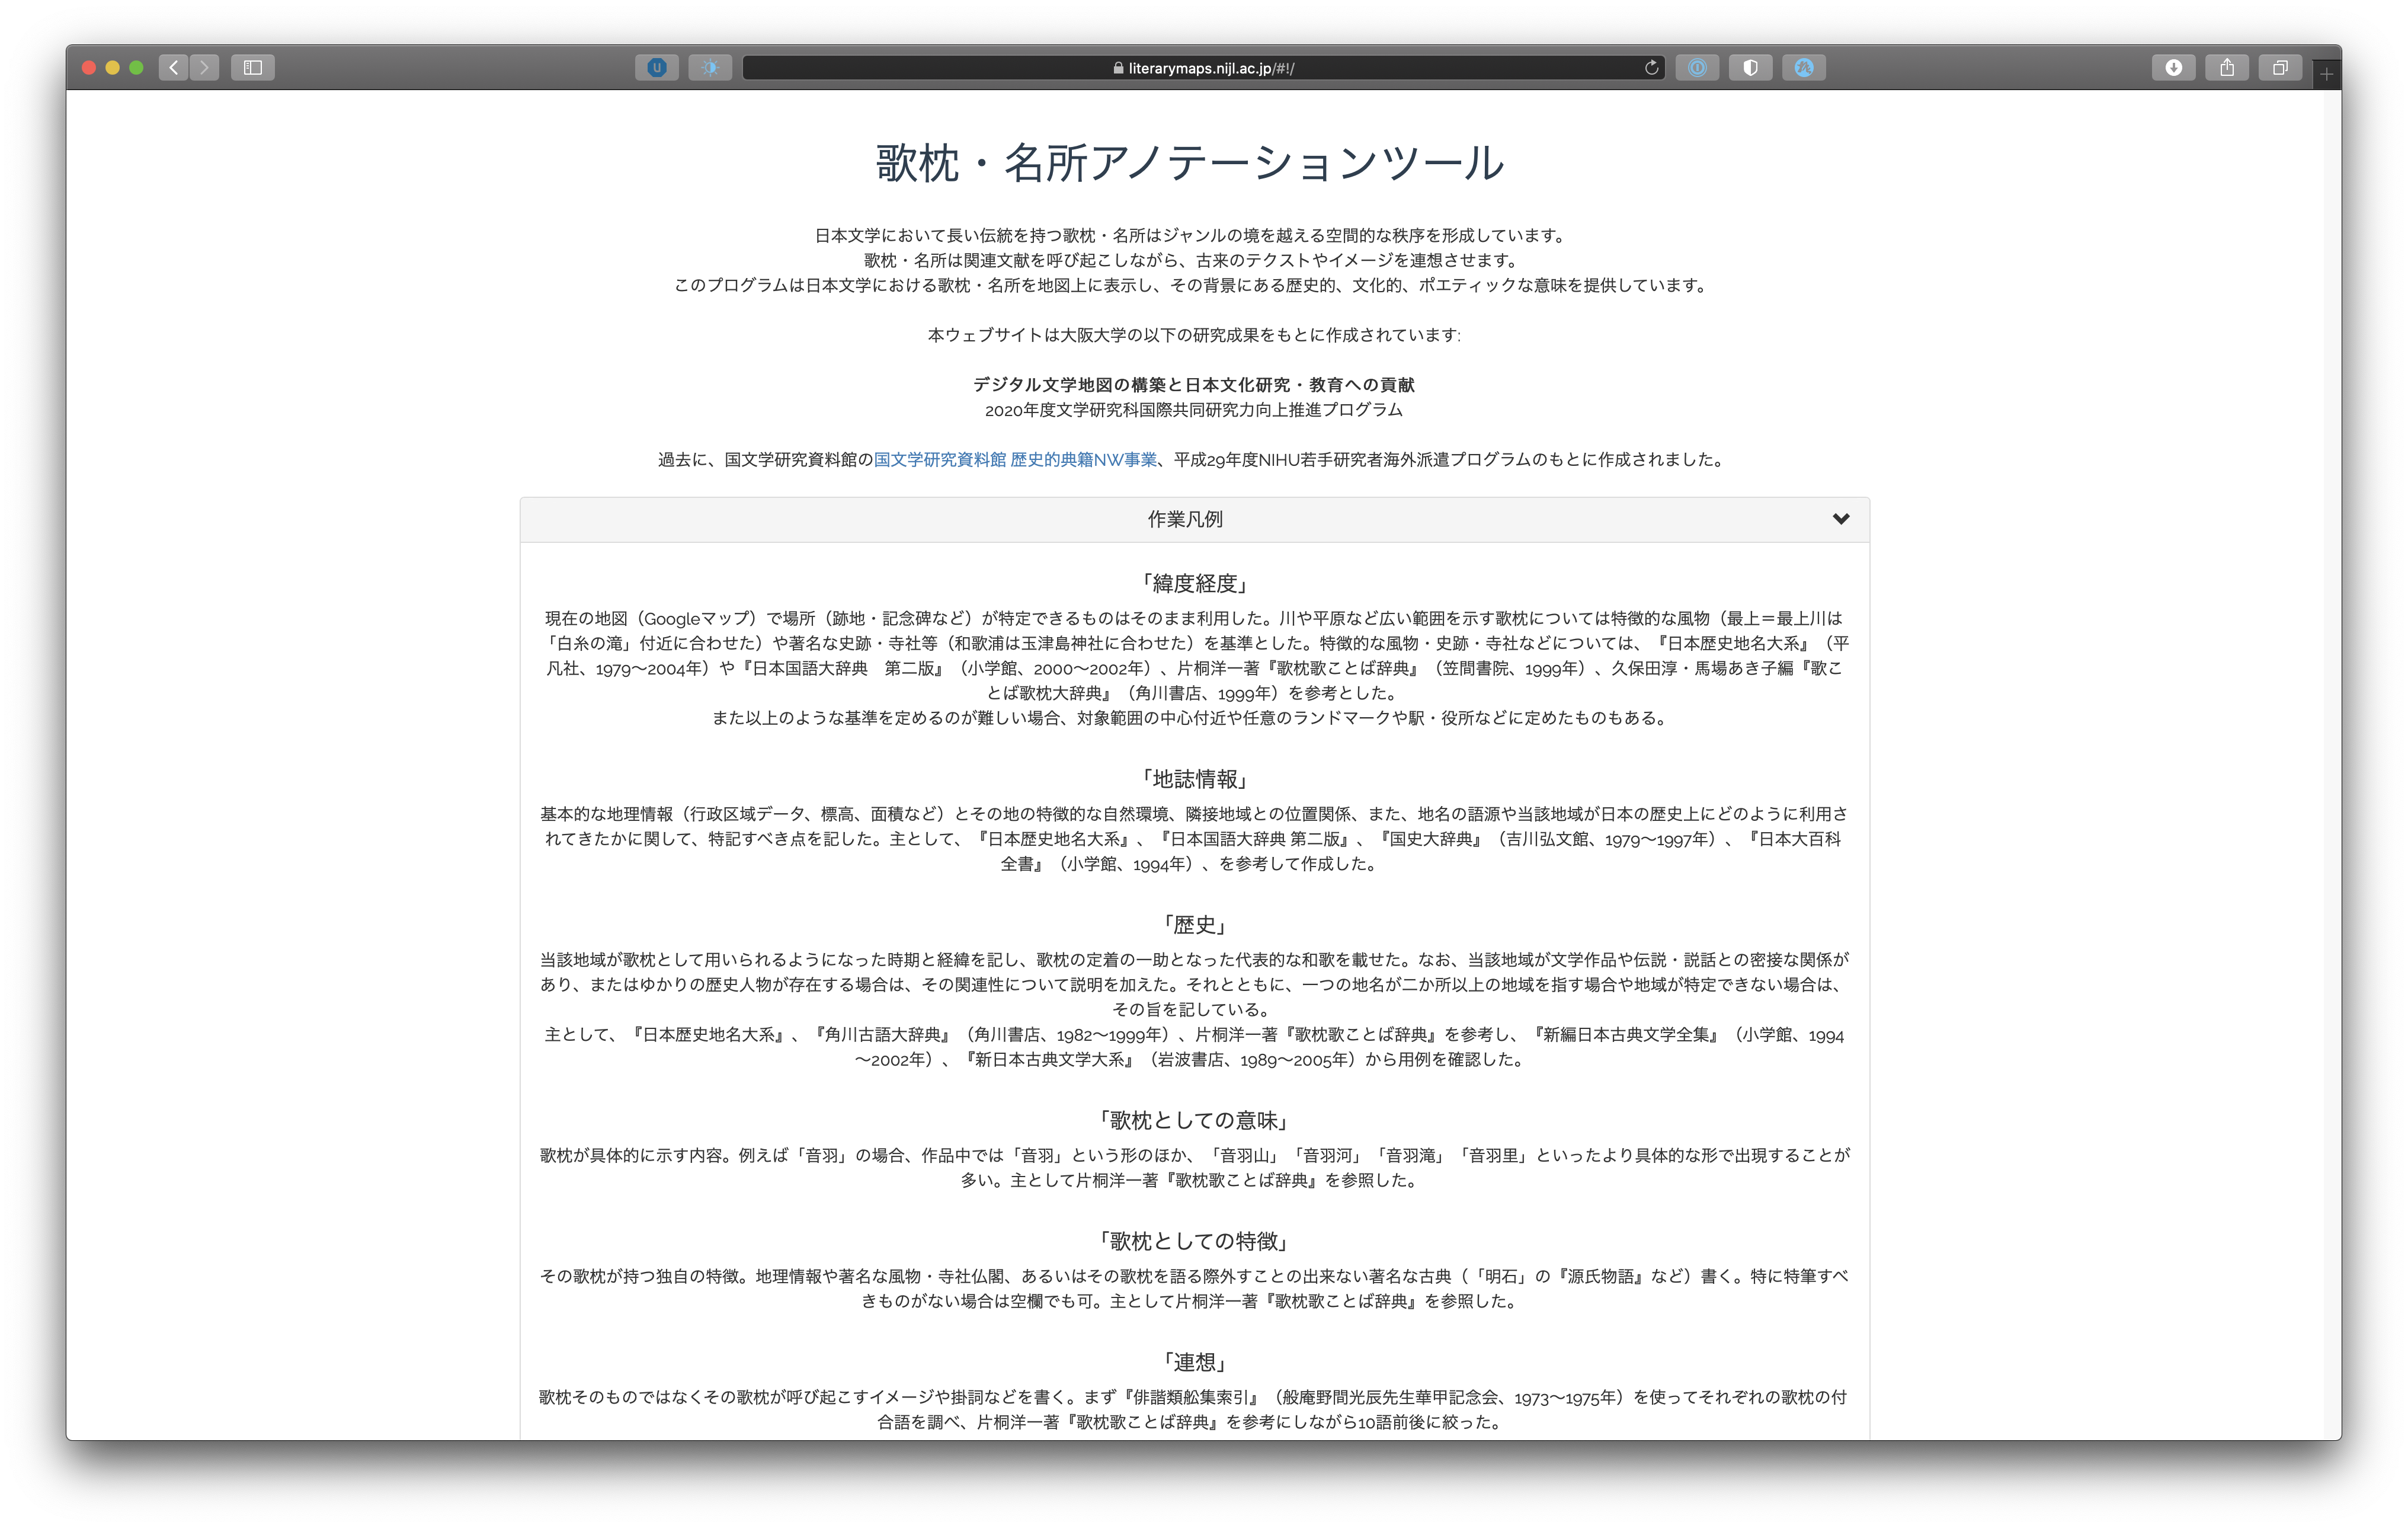 literarymaps.nijl.ac.jp/#!/
歌枕・名所アノテーションツール
日本文学において長い伝統を持つ歌枕・名所はジャンルの境を越える空間的な秩序を形成しています。
歌枕・名所は関連文献を呼び起こしながら、古来のテクストやイメージを連想させます。
このプログラムは日本文学における歌枕・名所を地図上に表示し、その背景にある歴史的、文化的、ポエティックな意味を提供しています。
本ウェブサイトは大阪大学の以下の研究成果をもとに作成されています:
デジタル文学地図の構築と日本文化研究・教育への貢献
2020年度文学研究科国際共同研究力向上推進プログラム
過去に、国文学研究資料館の国文学研究資料館 歴史的典籍NW事業、平成29年度NIHU若手研究者海外派遣プログラムのもとに作成されました。
作業凡例
「緯度経度」
現在の地図（Googleマップ）で場所（跡地・記念碑など）が特定できるものはそのまま利用した。川や平原など広い範囲を示す歌枕については特徴的な風物（最上＝最上川は
「白糸の滝」付近に合わせた）や著名な史跡・寺社等（和歌浦は玉津島神社に合わせた）を基準とした。特徴的な風物・史跡・寺社などについては、『日本歴史地名大系』（平
凡社、1979〜2004年）や『日本国語大辞典　第二版』（小学館、2000〜2002年）、片桐洋一著『歌枕歌ことば辞典』（笠間書院、1999年）、久保田淳・馬場あき子編『歌こ
とば歌枕大辞典』（角川書店、1999年）を参考とした。
また以上のような基準を定めるのが難しい場合、対象範囲の中心付近や任意のランドマークや駅・役所などに定めたものもある。
「地誌情報」
基本的な地理情報（行政区域データ、標高、面積など）とその地の特徴的な自然環境、隣接地域との位置関係、また、地名の語源や当該地域が日本の歴史上にどのように利用さ
れてきたかに関して、特記すべき点を記した。主として、『日本歴史地名大系』、『日本国語大辞典 第二版』、『国史大辞典』（吉川弘文館、1979〜1997年）、『日本大百科
全書』（小学館、1994年）、を参考して作成した。
「歴史」
当該地域が歌枕として用いられるようになった時期と経緯を記し、歌枕の定着の一助となった代表的な和歌を載せた。なお、当該地域が文学作品や伝説・説話との密接な関係が
あり、またはゆかりの歴史人物が存在する場合は、その関連性について説明を加えた。それとともに、一つの地名が二か所以上の地域を指す場合や地域が特定できない場合は、
その旨を記している。
主として、『日本歴史地名大系』、『角川古語大辞典』（角川書店、1982〜1999年）、片桐洋一著『歌枕歌ことば辞典』を参考し、『新編日本古典文学全集』（小学館、1994
〜2002年）、『新日本古典文学大系』（岩波書店、1989〜2005年）から用例を確認した。
「歌枕としての意味」
歌枕が具体的に示す内容。例えば「音羽」の場合、作品中では「音羽」という形のほか、「音羽山」「音羽河」「音羽滝」「音羽里」といったより具体的な形で出現することが
多い。主として片桐洋一著『歌枕歌ことば辞典』を参照した。
「歌枕としての特徴」
その歌枕が持つ独自の特徴。地理情報や著名な風物・寺社仏閣、あるいはその歌枕を語る際外すことの出来ない著名な古典（「明石」の『源氏物語』など）書く。特に特筆すべ
きものがない場合は空欄でも可。主として片桐洋一著『歌枕歌ことば辞典』を参照した。
「連想」
歌枕そのものではなくその歌枕が呼び起こすイメージや掛詞などを書く。まず『俳諧類舩集索引』（般庵野間光辰先生華甲記念会、1973〜1975年）を使ってそれぞれの歌枕の付
合語を調べ、片桐洋一著『歌枕歌ことば辞典』を参考にしながら10語前後に絞った。